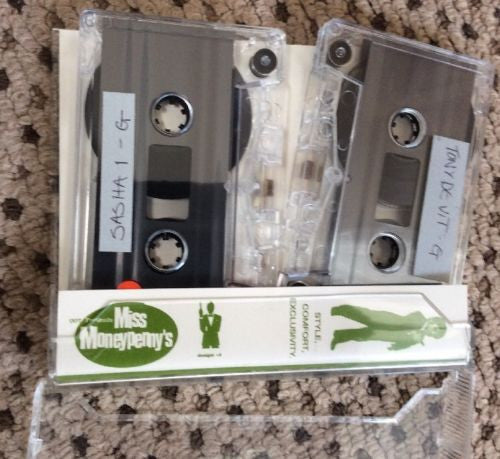 SASHA 1 - G
TONY DE VIT - G
Miss
Moneypenny's
STYLE,
COMFORT,
EXCLUSIVITY